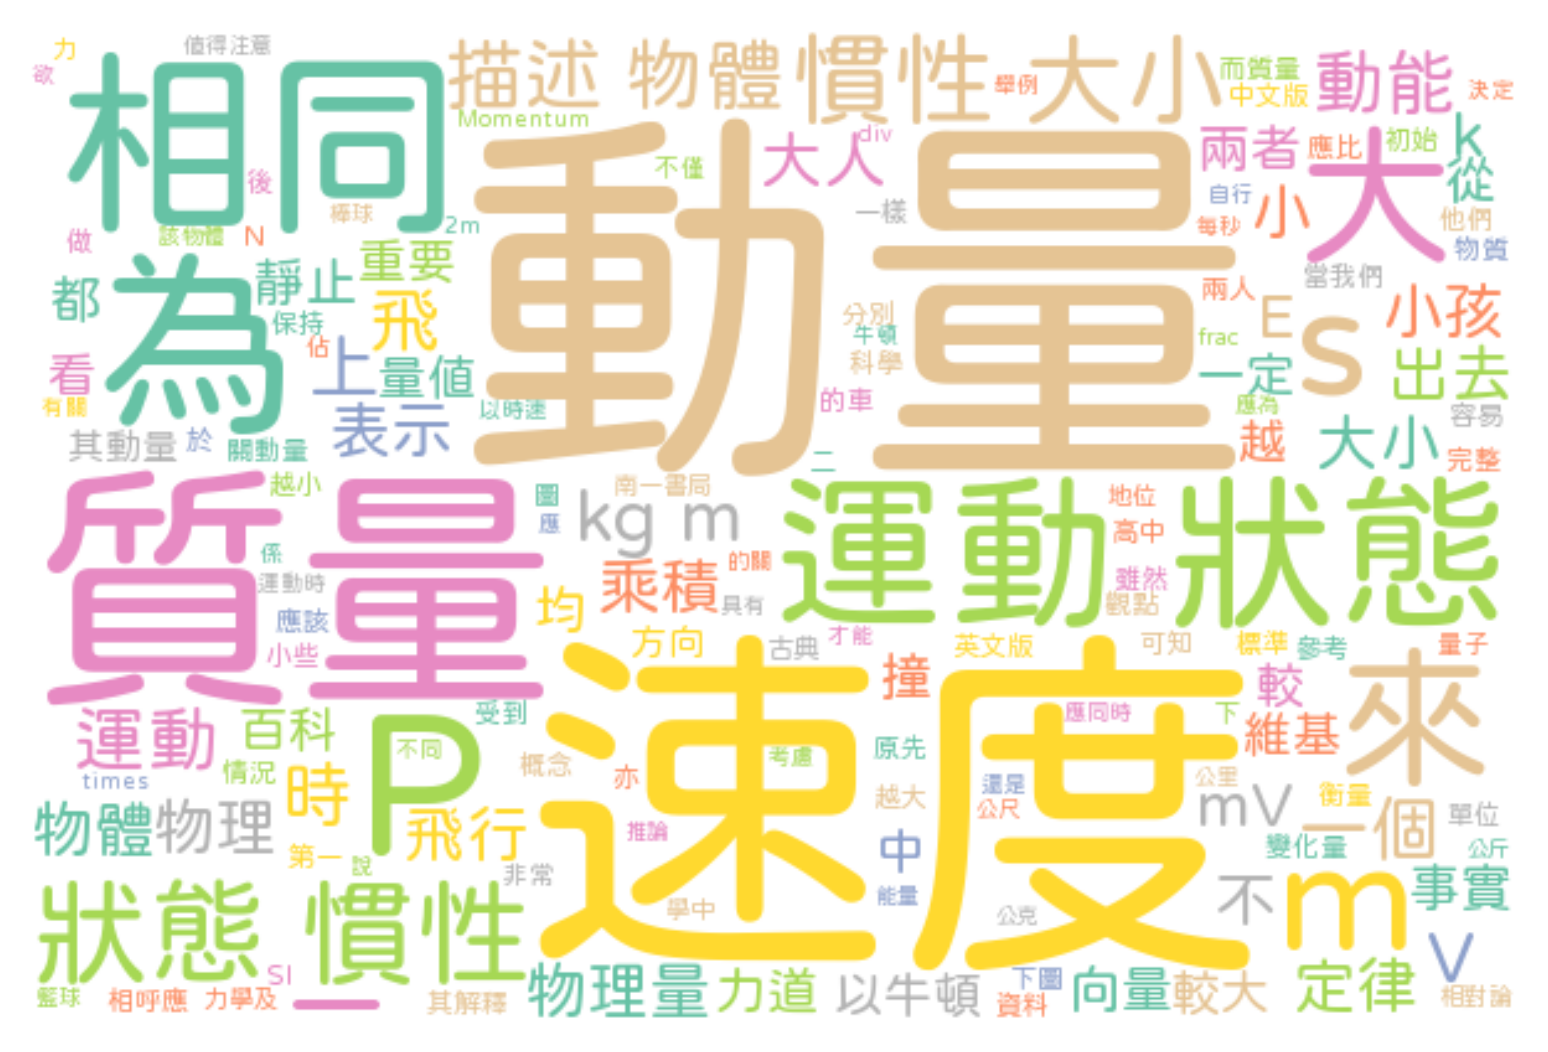 力
值得注意
欲
相同
描述 物體
慣性
大小
舉例
而質量
中文版
動能
決定
Momentum
後
不僅
大人
div
兩者
應比
初始
k
從
大
動量
棒球
2m
一樣
自行
每秒
小
他們
物質
做
該物體
N
都
為
靜止
重要
飛
保持
佔
上
量值
分別
牛頓
科學
的車
兩人
當我們
E
s
小孩
frac
一定
出去
看
有關
其動量
於
關動量
表示
以時速
應為
越
大小
容易
完整
二
質量
越小
圖
應
南一書局
kg m
運動狀態
地位
高中
係
運動時
應該
小些
均
乘積
的關
具有
雖然
觀點
方向
古典
才能
英文版
可知
標準
參考
量子
速度
撞
較
來
運動
百科
受到
P
不同
考慮
原先
應同時
下
維基
times
情況
時
概念
亦
越大
還是
公尺
公里
mV
衡量
一個
單位
物體
物理
飛行
推論
中
變化量
公斤
第一
說
非常
狀態 慣性
學中
能量
公克
不
m
事實
V
SI
籃球
相呼應
力學及
一
其解釋
物理量
力道
以牛頓
下圖
資料
向量
較大
定律
相對論